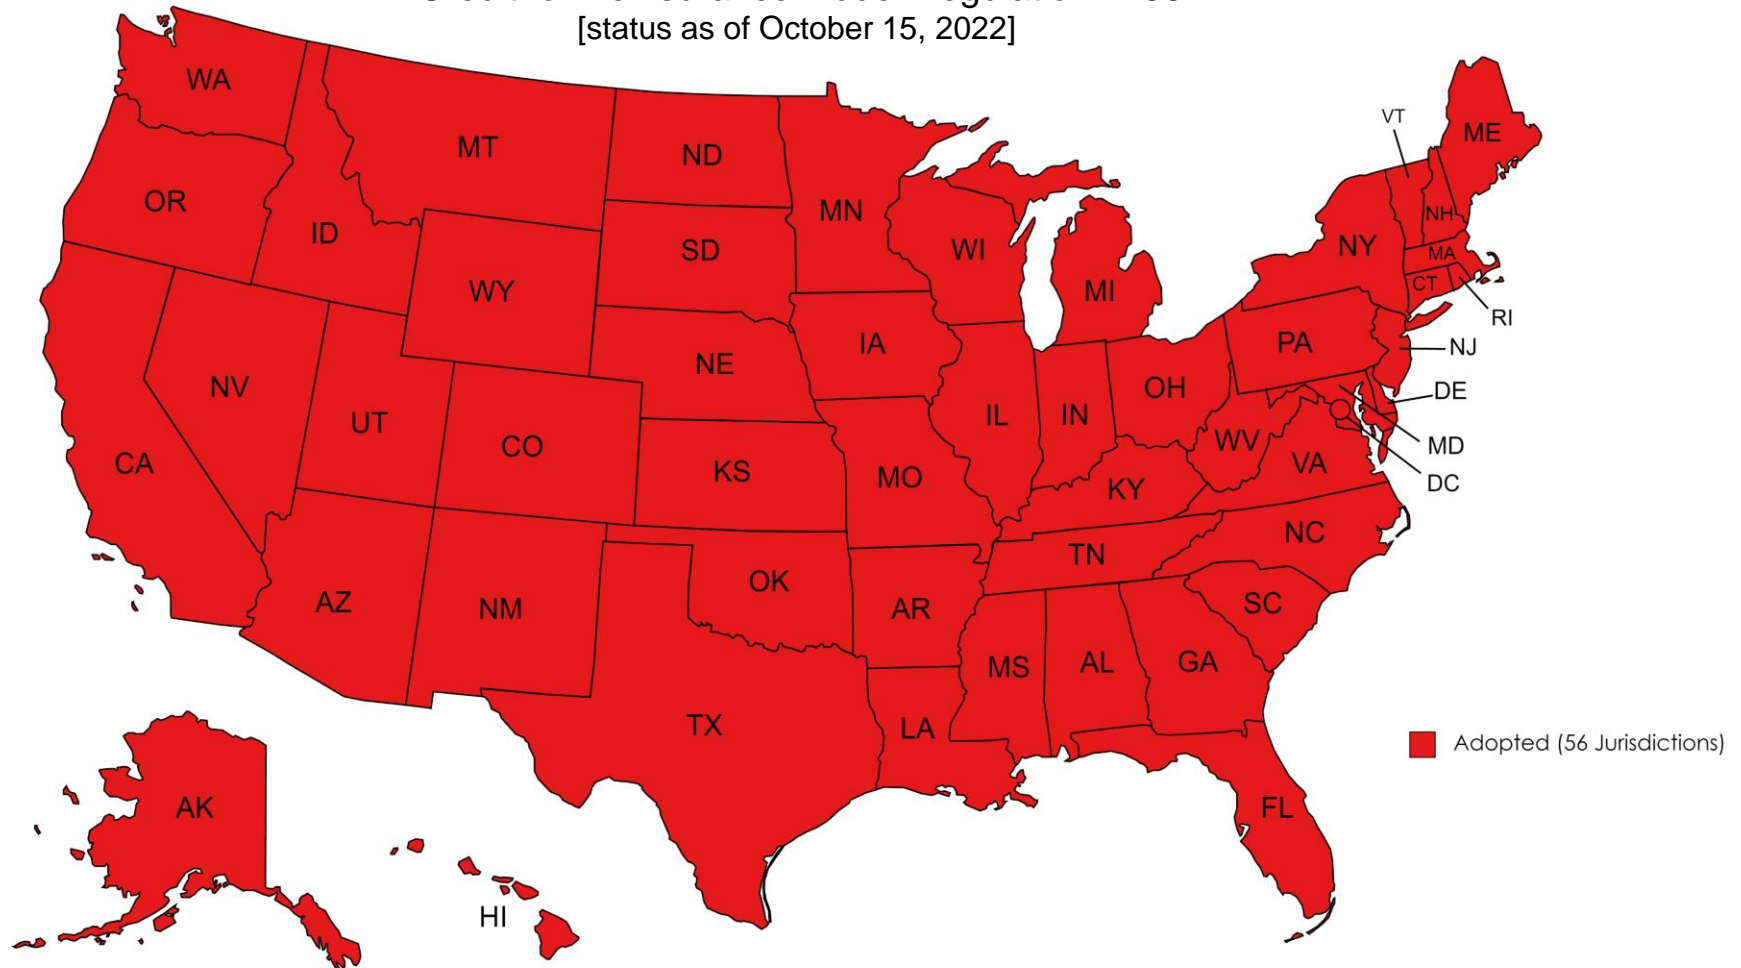 [status as of October 15, 2022]
WA
MT
ND
MN
VT
ME
OR
ID
SD
WI
NY
NH
MA
CT
RI
WY
MI
NJ
IA
PA
NE
DE
NV
OH
UT
CO
IL
IN
WV
MD
CA
KS
MO
KY
VA
DC
NC
TN
OK
AZ
NM
AR
SC
MS
AL
GA
TX
LA
Adopted (56 Jurisdictions)
AK
FL
HI